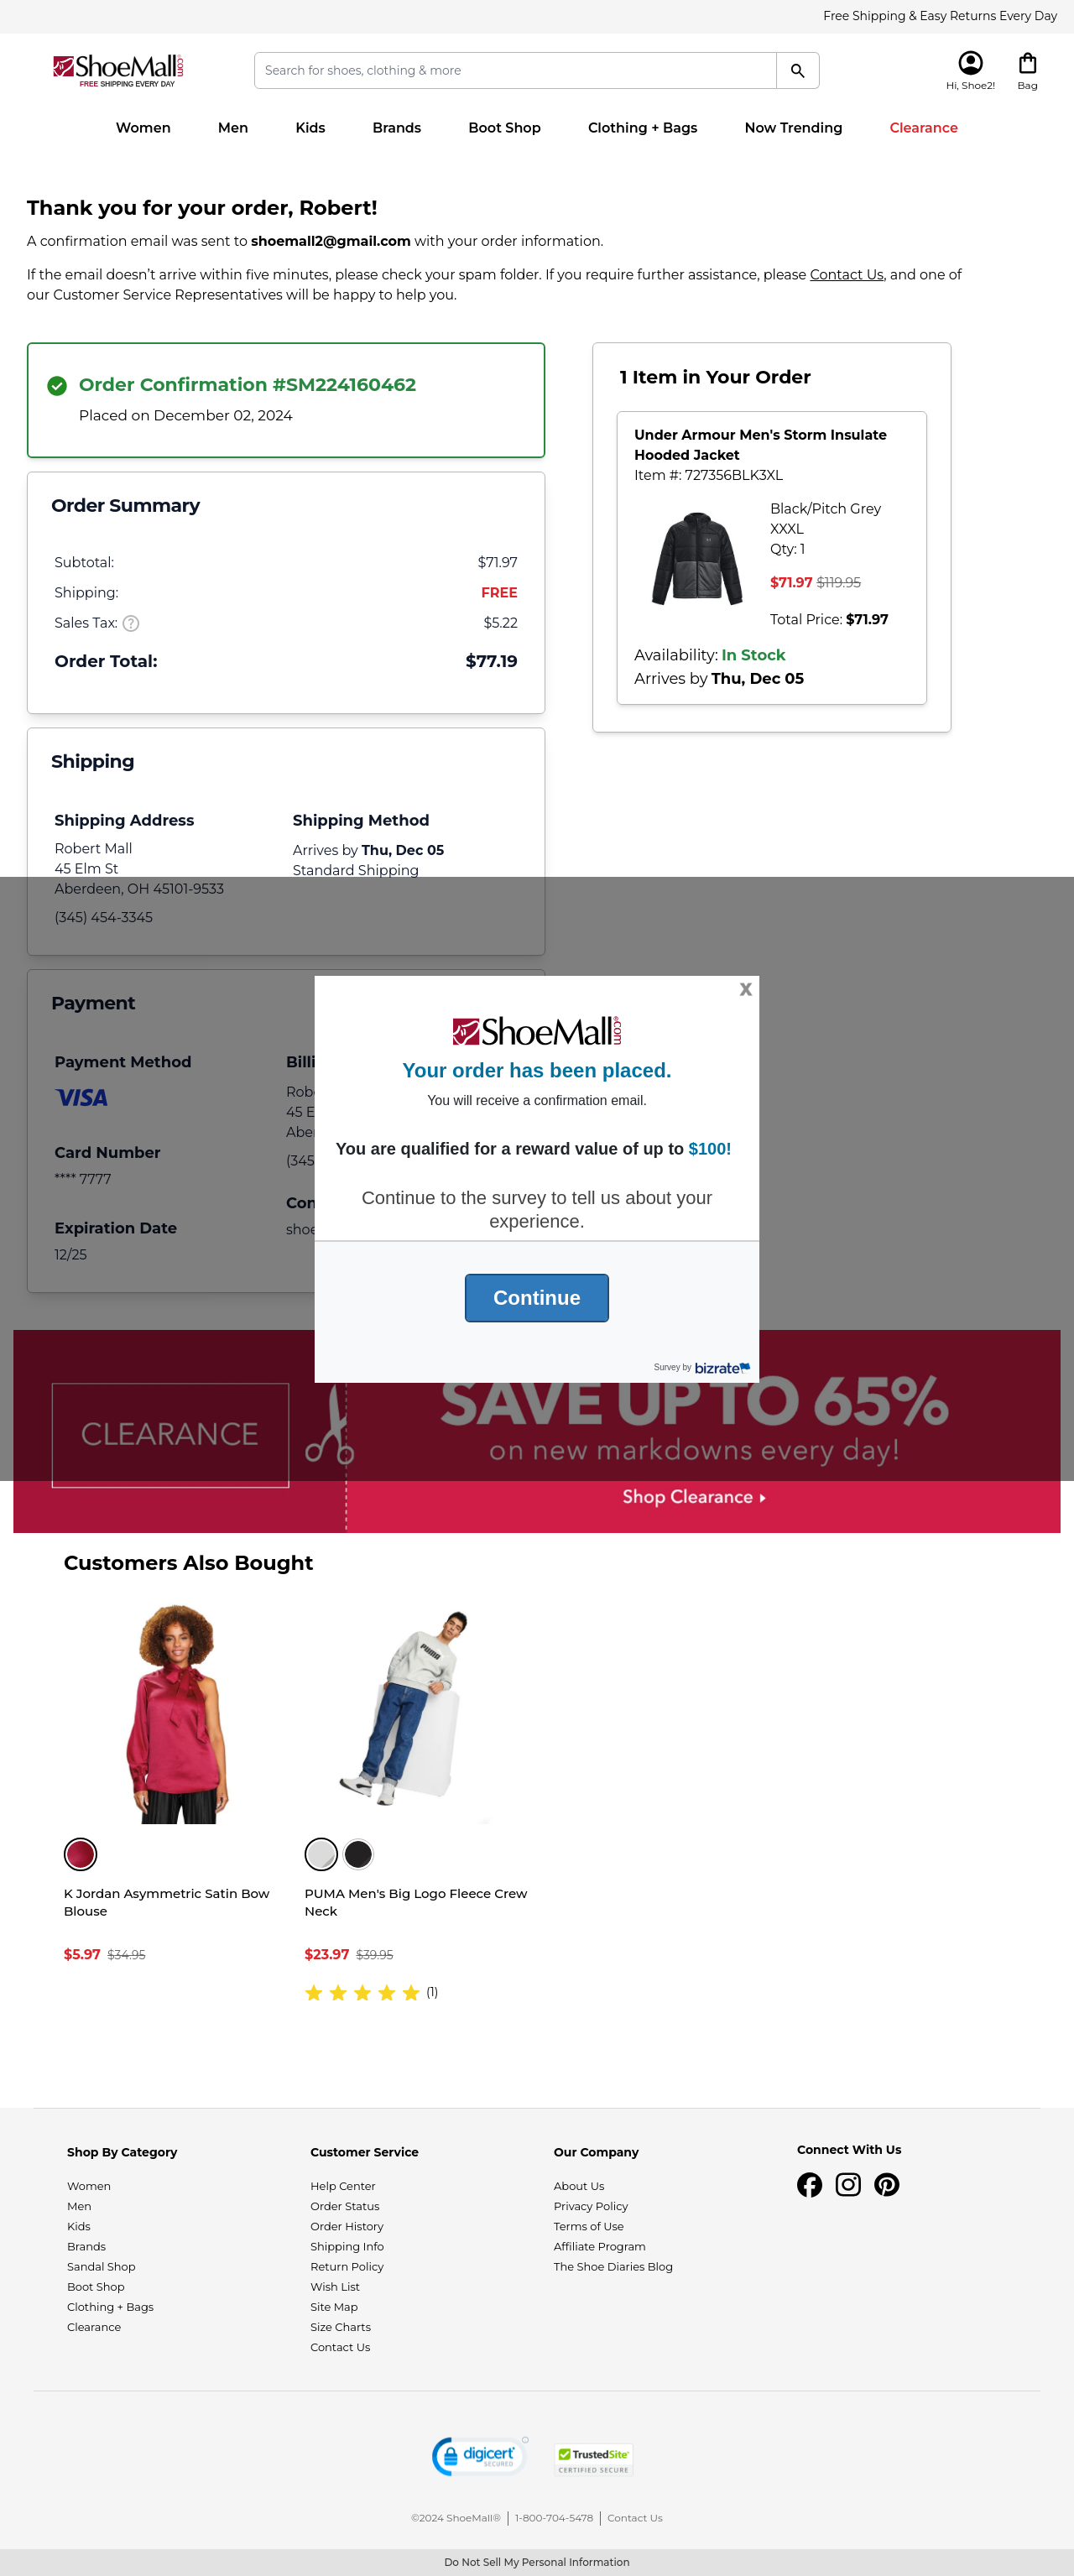 Free Shipping & Easy Returns Every Day
ShoeMall.com
FREE SHIPPING EVERY DAY
Search for shoes, clothing & more
Hi, Shoe2!
Bag
Women Men Kids Brands Boot Shop Clothing + Bags Now Trending Clearance
Thank you for your order, Robert!
A confirmation email was sent to shoemall2@gmail.com with your order information.
If the email doesn't arrive within five minutes, please check your spam folder. If you require further assistance, please Contact Us, and one of
our Customer Service Representatives will be happy to help you.
Order Confirmation #SM224160462
Placed on December 02, 2024
Order Summary
Subtotal: $71.97
Shipping: FREE
Sales Tax: ? $5.22
Order Total: $77.19
1 Item in Your Order
Under Armour Men's Storm Insulate
Hooded Jacket
Item #: 727356BLK3XL
Black/Pitch Grey
XXXL
Qty: 1
$71.97 $119.95
Total Price: $71.97
Availability: In Stock
Arrives by Thu, Dec 05
Shipping
Shipping Address
Robert Mall
45 Elm St
Aberdeen, OH 45101-9533
(345) 454-3345
Shipping Method
Arrives by Thu, Dec 05
Standard Shipping
Payment
Payment Method
VISA
Card Number
**** 7777
Expiration Date
12/25
Billi
Rob
45 E
Abe
(345
Con
shoe
X
ShoeMall.com
Your order has been placed.
You will receive a confirmation email.
You are qualified for a reward value of up to $100!
Continue to the survey to tell us about your
experience.
Continue
Survey by bizrate
CLEARANCE
SAVE UP TO 65%
on new markdowns every day!
Shop Clearance
Customers Also Bought
PUMA
K Jordan Asymmetric Satin Bow
Blouse
$5.97 $34.95
PUMA Men's Big Logo Fleece Crew
Neck
$23.97 $39.95
(1)
Shop By Category
Women
Men
Kids
Brands
Sandal Shop
Boot Shop
Clothing + Bags
Clearance
Customer Service
Help Center
Order Status
Order History
Shipping Info
Return Policy
Wish List
Site Map
Size Charts
Contact Us
Our Company
About Us
Privacy Policy
Terms of Use
Affiliate Program
The Shoe Diaries Blog
Connect With Us
digicert
SECURED
TrustedSite
CERTIFIED SECURE
©2024 ShoeMall® | 1-800-704-5478 | Contact Us
Do Not Sell My Personal Information